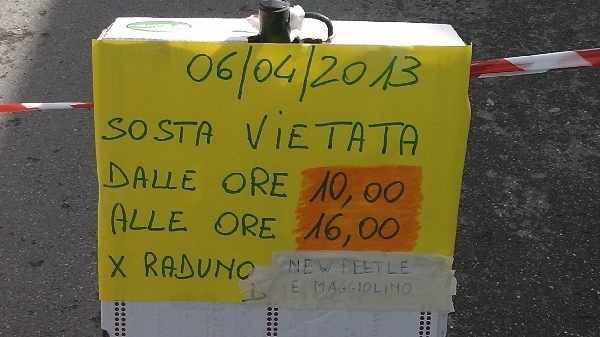 06/04/2013
SOSTA VIETATA
DALLE ORE 10,00
ALLE ORE 16,00
X RADUNO NEW BEETLE
E MAGGIOLINO